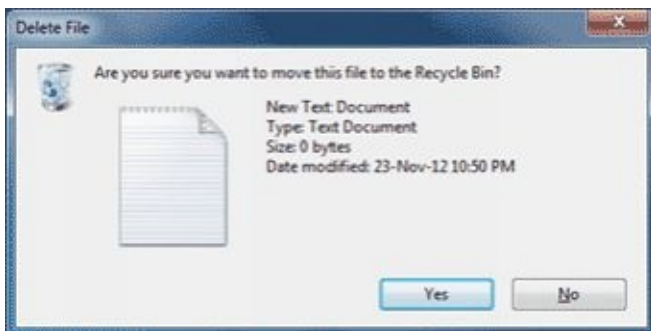 Delete File
Are you sure you want to move this file to the Recycle Bin?
New Text Document
Type: Text Document
Size: 0 bytes
Date modified: 23-Nov-12 10:50 PM
Yes
No